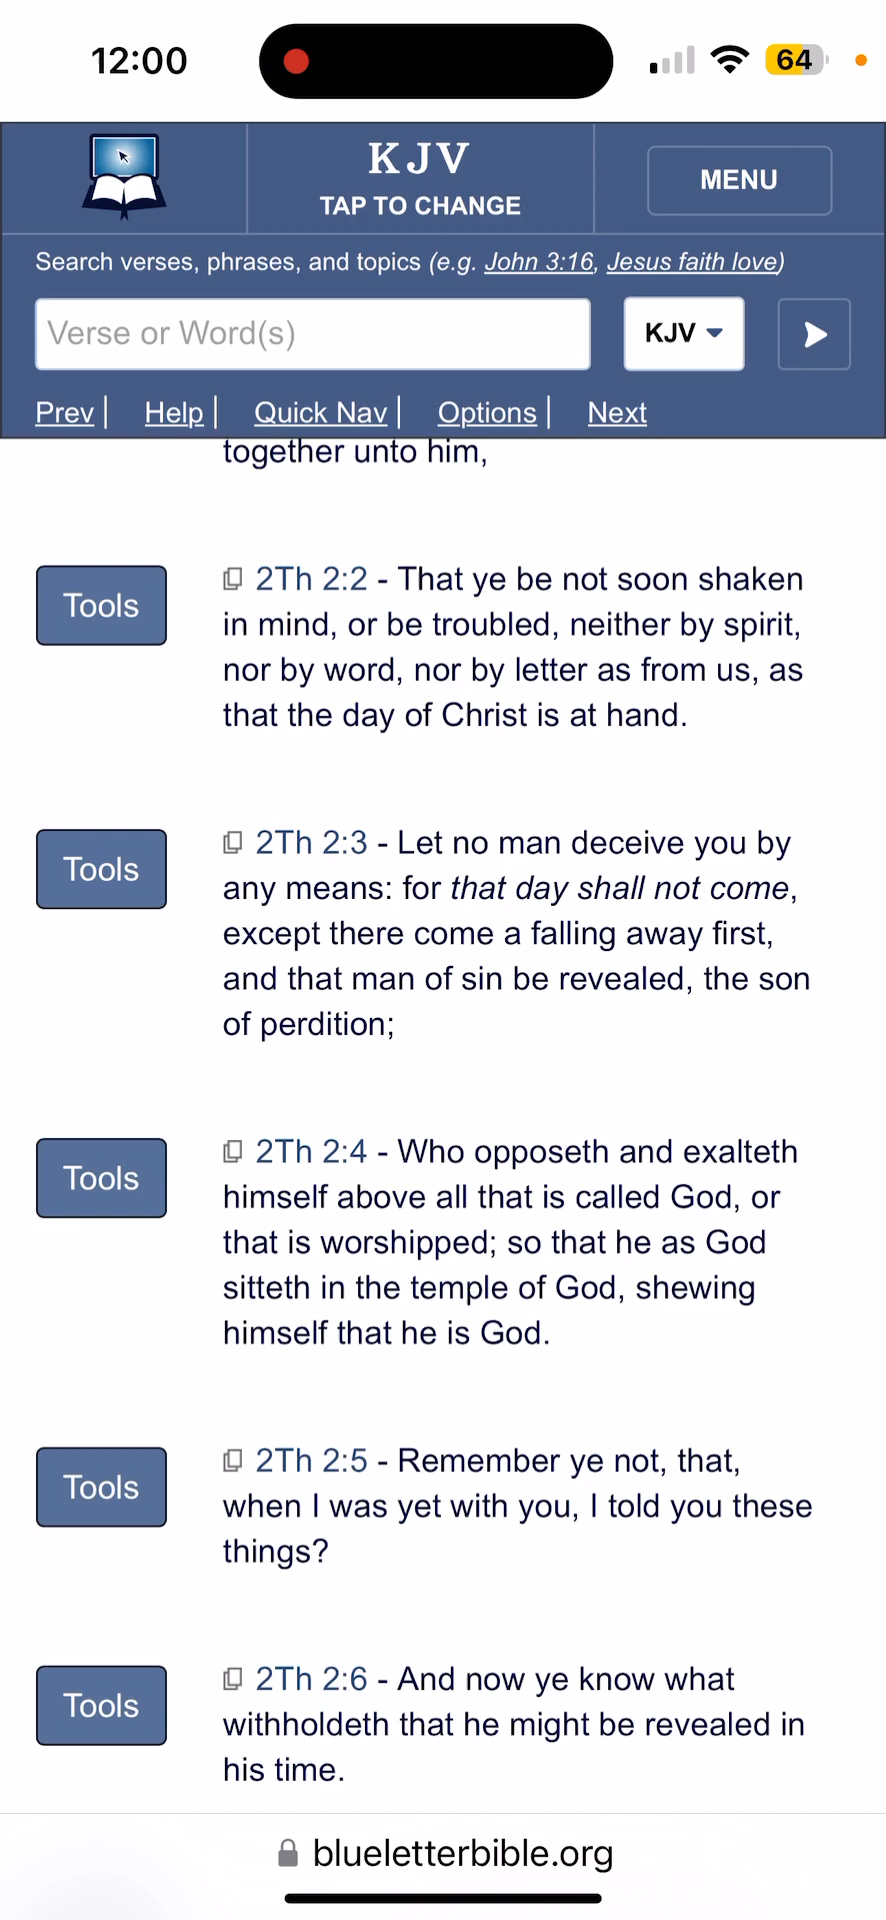 12:00
64
KJV
TAP TO CHANGE
MENU
Search verses, phrases, and topics (e.g. John 3:16, Jesus faith love)
Verse or Word(s)
KJV
Prev | Help | Quick Nav | Options | Next
together unto him,
Tools
2Th 2:2 - That ye be not soon shaken
in mind, or be troubled, neither by spirit,
nor by word, nor by letter as from us, as
that the day of Christ is at hand.
Tools
2Th 2:3 - Let no man deceive you by
any means: for that day shall not come,
except there come a falling away first,
and that man of sin be revealed, the son
of perdition;
Tools
2Th 2:4 - Who opposeth and exalteth
himself above all that is called God, or
that is worshipped; so that he as God
sitteth in the temple of God, shewing
himself that he is God.
Tools
2Th 2:5 - Remember ye not, that,
when I was yet with you, I told you these
things?
Tools
2Th 2:6 - And now ye know what
withholdeth that he might be revealed in
his time.
blueletterbible.org